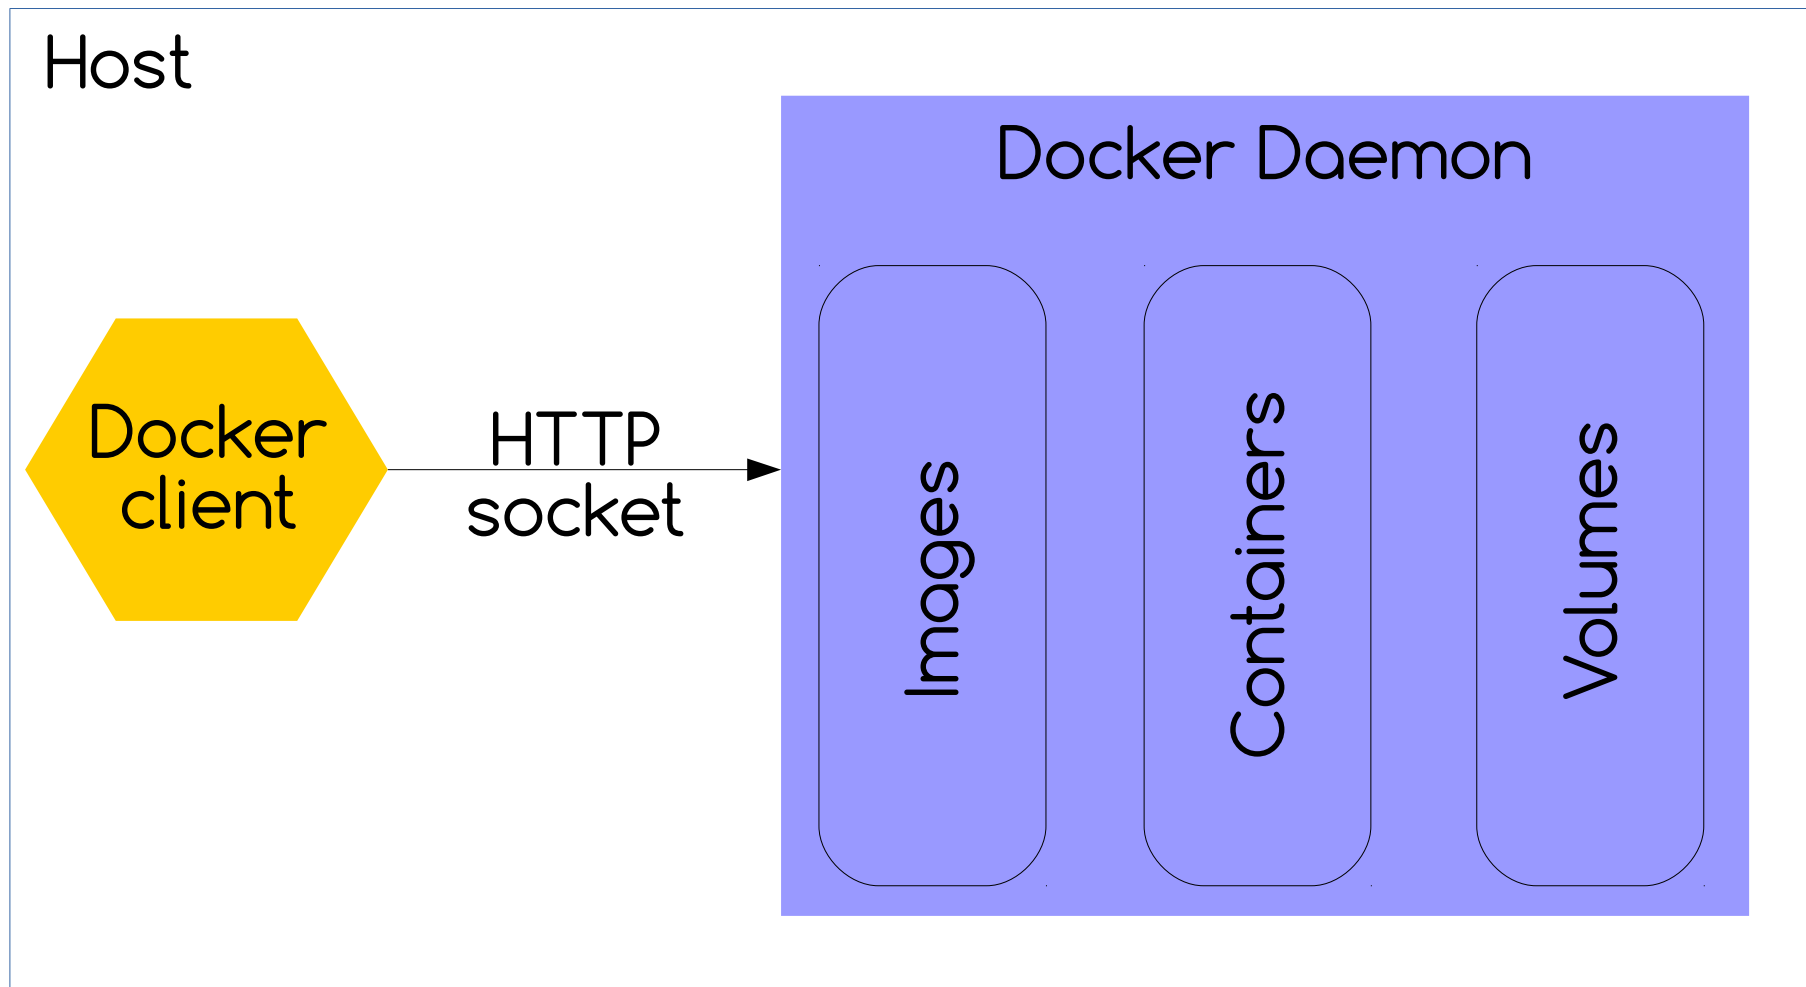 Host
Docker Daemon
Docker
client
HTTP
socket
Images
Containers
Volumes